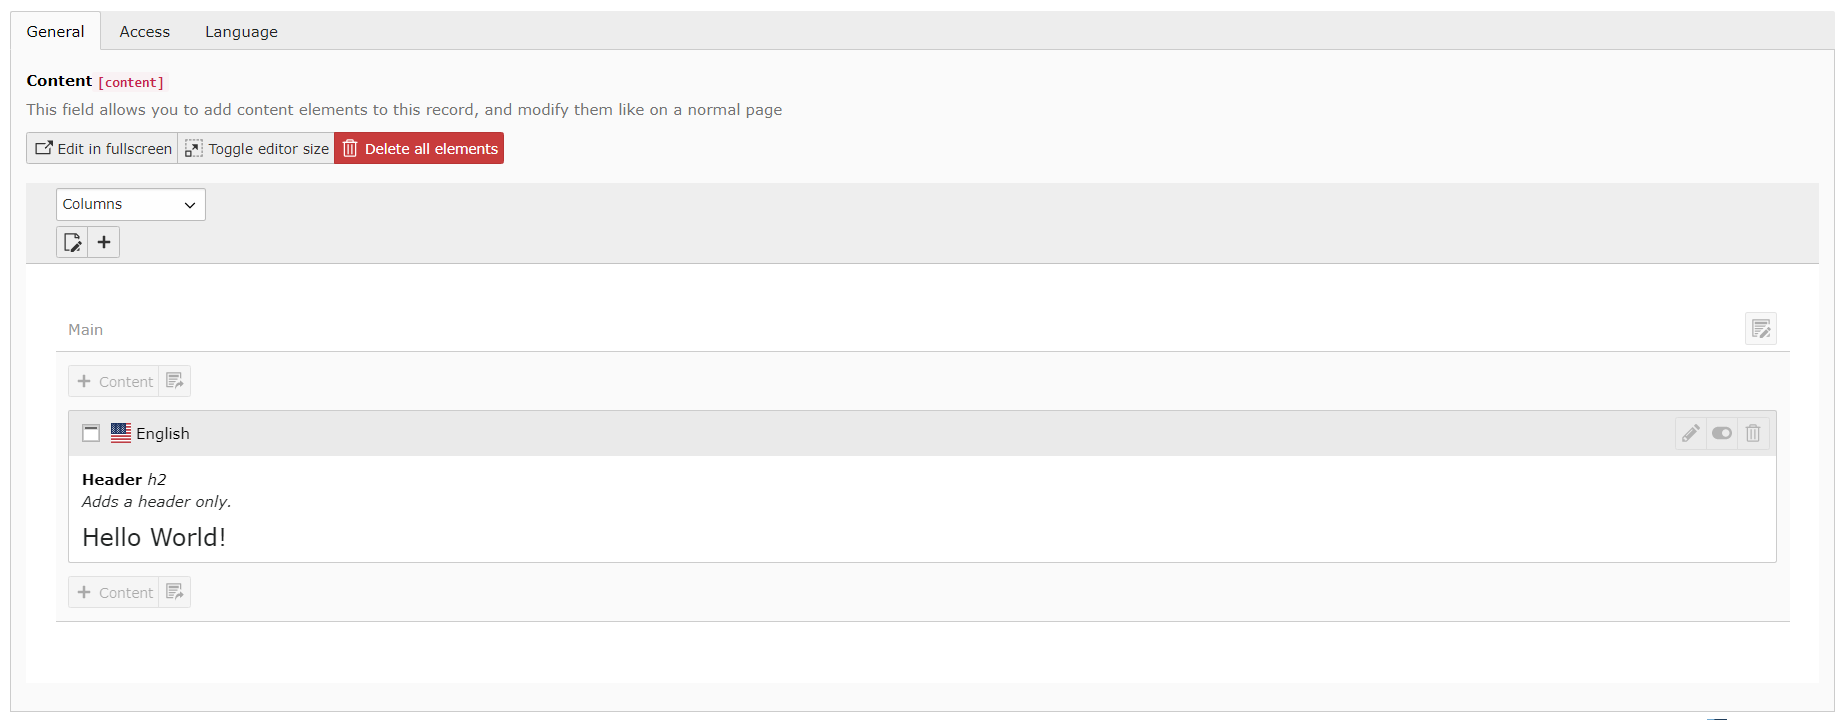 General Access Language
Content [content]
This field allows you to add content elements to this record, and modify them like on a normal page
Edit in fullscreen Toggle editor size Delete all elements
Columns
Main
Content
English
Header h2
Adds a header only.
Hello World!
Content